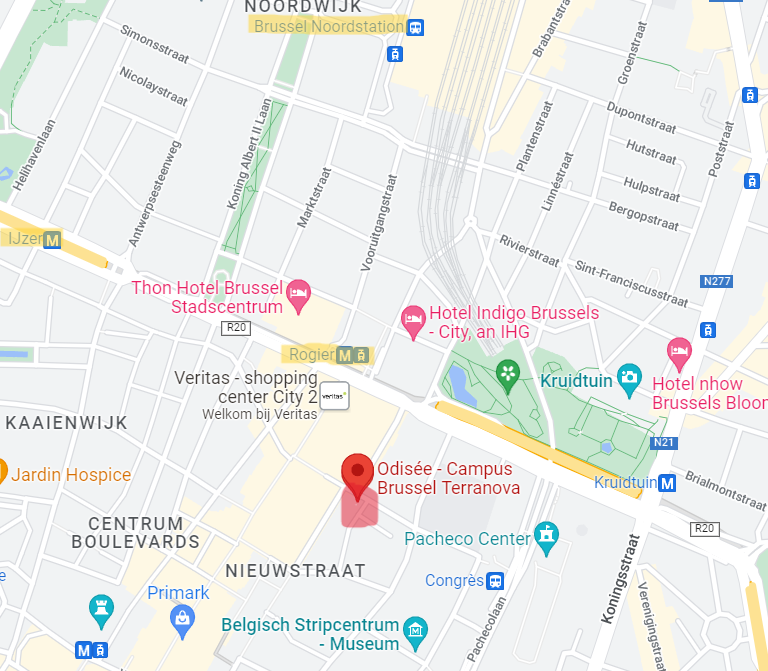 NOORDWIJK
Brussel Noordstation
Simonsstraat
Nicolaystraat
Brabantstraat
Groenstraat
Dupontstraat
Plantenstraat
Poststraat
Hutstraat
Linnéstraat
Hulpstraat
Bergopstraat
Helihavenlaan
Koning Albert II Laan
Antwerpsesteenweg
Marktstraat
Vooruitgangstraat
IJzer M
Rivierstraat
Sint-Franciscusstraat
N277
Thon Hotel Brussel
Stadscentrum
Hotel Indigo Brussels
- City, an IHG
R20
Rogier M
Veritas - shopping
center City 2
Welkom bij Veritas
veritas
Kruidtuin
Hotel nhow
Brussels Bloom
KAAIENWIJK
N21
Jardin Hospice
Odisée - Campus
Brussel Terranova
Kruidtuin M
Brialmontstraat
CENTRUM
BOULEVARDS
Pacheco Center
R20
NIEUWSTRAAT
Congrès
Koningsstraat
Primark
Pachecolaan
Verenigingstraat
Belgisch Stripcentrum
- Museum
M